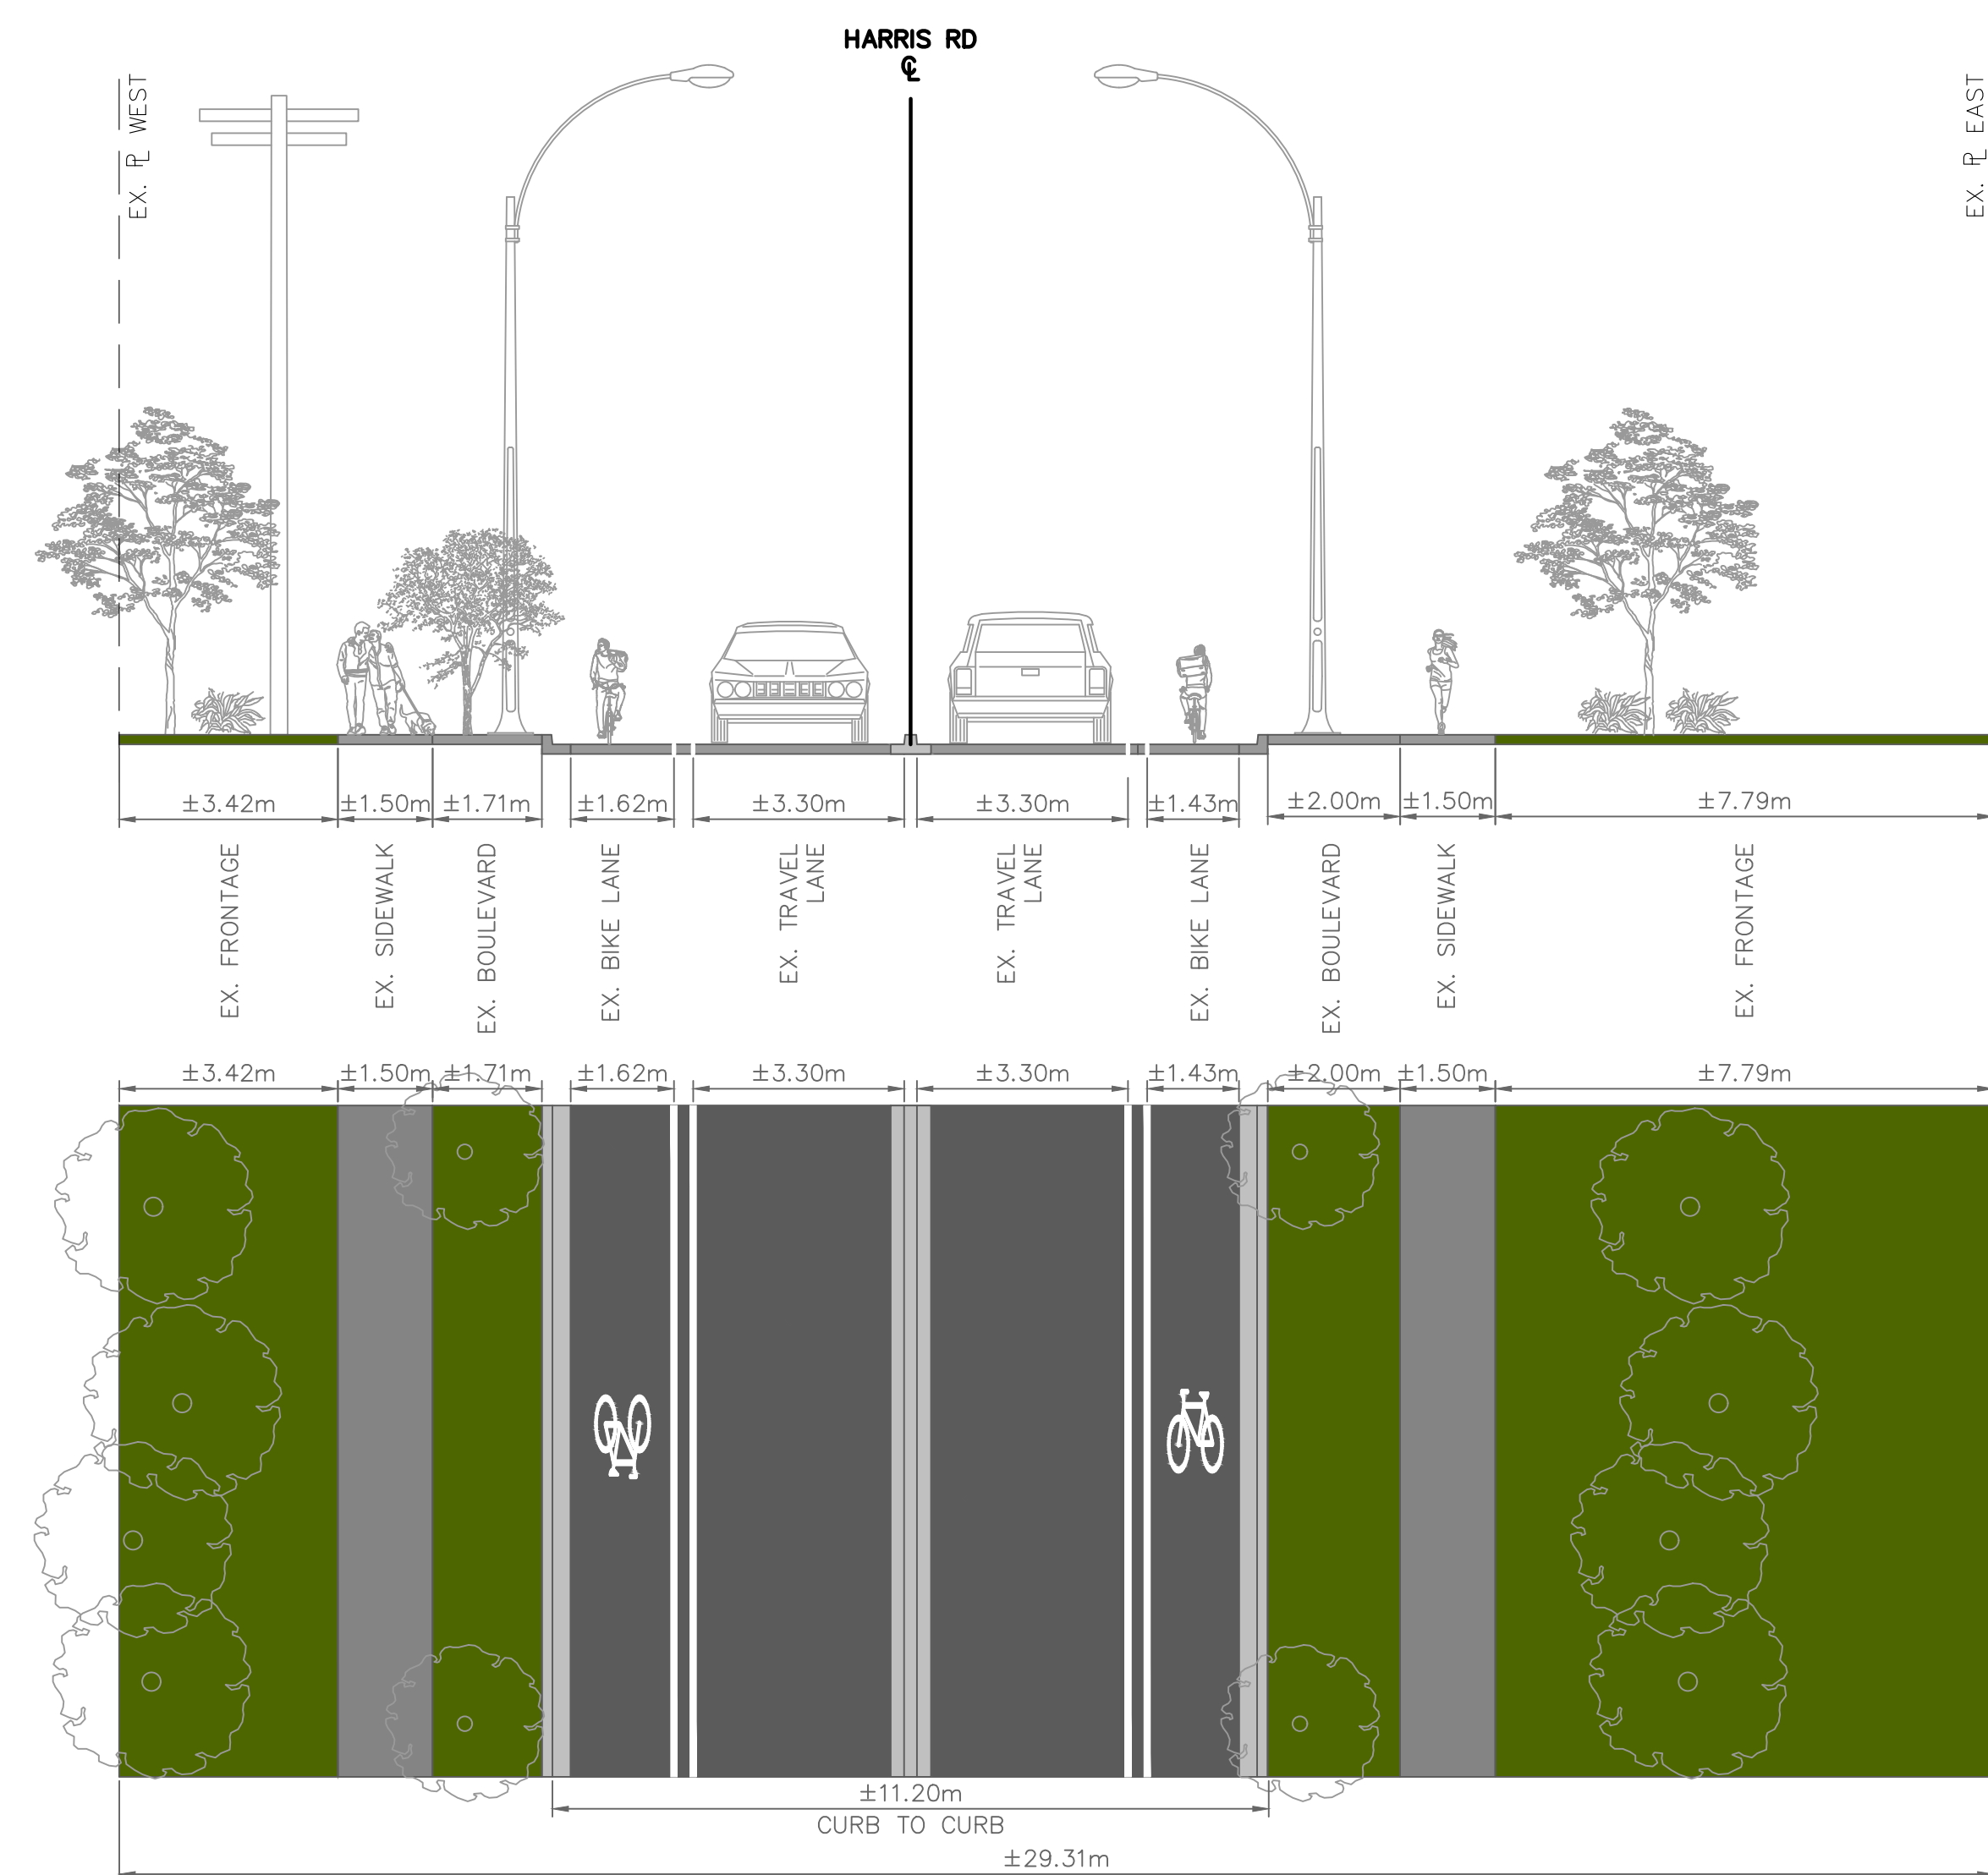 HARRIS RD
℄
EX. PL WEST
EX. PL EAST
±3.42m
±1.50m
±1.71m
±1.62m
±3.30m
±3.30m
±1.43m
±2.00m
±1.50m
±7.79m
EX. FRONTAGE
EX. SIDEWALK
EX. BOULEVARD
EX. BIKE LANE
EX. TRAVEL
LANE
EX. TRAVEL
LANE
EX. BIKE LANE
EX. BOULEVARD
EX. SIDEWALK
EX. FRONTAGE
±3.42m
±1.50m
±1.71m
±1.62m
±3.30m
±3.30m
±1.43m
±2.00m
±1.50m
±7.79m
±11.20m
CURB TO CURB
±29.31m